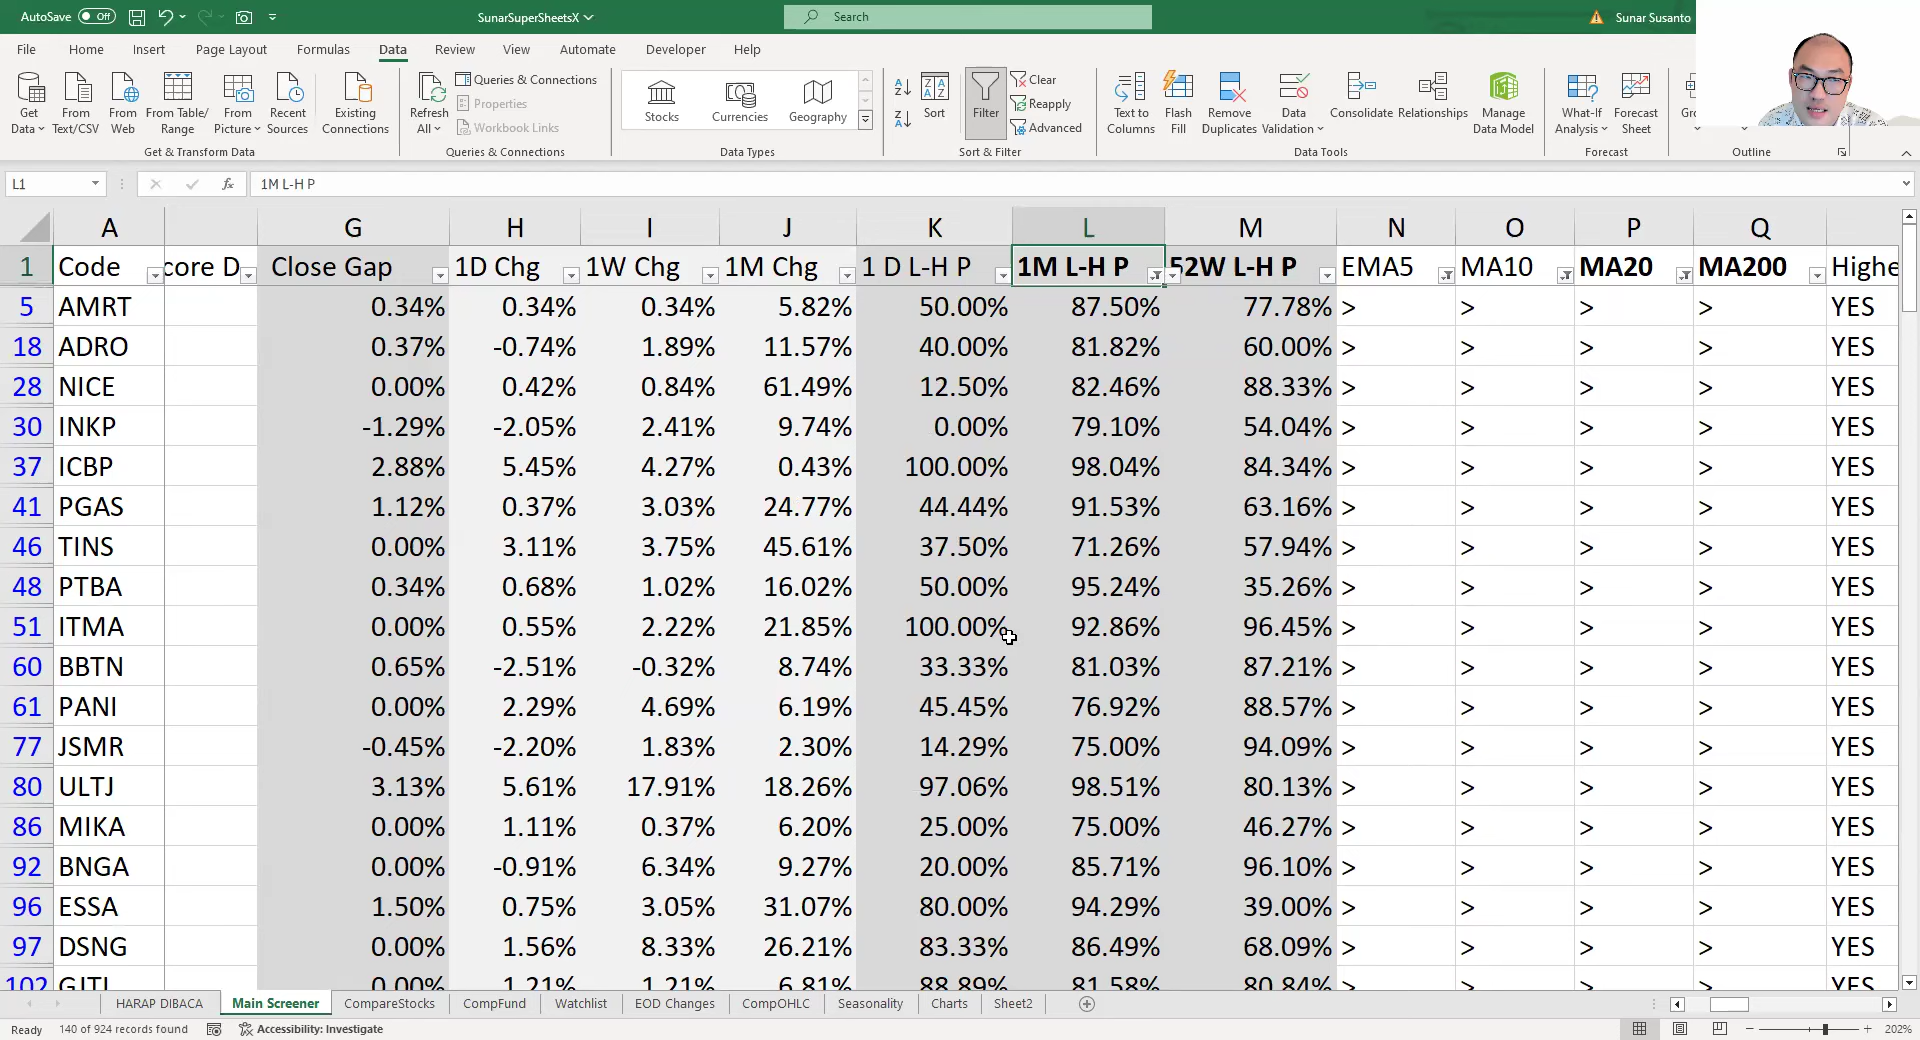 AutoSave Off SunarSuperSheetsX Search Sunar Susanto
File Home Insert Page Layout Formulas Data Review View Automate Developer Help
Get Data From Text/CSV From Web From Table/ Range From Picture Recent Sources Existing Connections
Get & Transform Data
Refresh All Queries & Connections Properties Workbook Links
Queries & Connections
Stocks Currencies Geography
Data Types
Sort Filter Clear Reapply Advanced
Sort & Filter
Text to Columns Flash Fill Remove Duplicates Data Validation Consolidate Relationships Manage Data Model
Data Tools
What-If Analysis Forecast Sheet
Forecast
Outline
L1 fx 1M L-H P
A G H I J K L M N O P Q
1 Code core D Close Gap 1D Chg 1W Chg 1M Chg 1 D L-H P 1M L-H P 52W L-H P EMA5 MA10 MA20 MA200 Highe
5 AMRT 0.34% 0.34% 0.34% 5.82% 50.00% 87.50% 77.78% > > > > YES
18 ADRO 0.37% -0.74% 1.89% 11.57% 40.00% 81.82% 60.00% > > > > YES
28 NICE 0.00% 0.42% 0.84% 61.49% 12.50% 82.46% 88.33% > > > > YES
30 INKP -1.29% -2.05% 2.41% 9.74% 0.00% 79.10% 54.04% > > > > YES
37 ICBP 2.88% 5.45% 4.27% 0.43% 100.00% 98.04% 84.34% > > > > YES
41 PGAS 1.12% 0.37% 3.03% 24.77% 44.44% 91.53% 63.16% > > > > YES
46 TINS 0.00% 3.11% 3.75% 45.61% 37.50% 71.26% 57.94% > > > > YES
48 PTBA 0.34% 0.68% 1.02% 16.02% 50.00% 95.24% 35.26% > > > > YES
51 ITMA 0.00% 0.55% 2.22% 21.85% 100.00% 92.86% 96.45% > > > > YES
60 BBTN 0.65% -2.51% -0.32% 8.74% 33.33% 81.03% 87.21% > > > > YES
61 PANI 0.00% 2.29% 4.69% 6.19% 45.45% 76.92% 88.57% > > > > YES
77 JSMR -0.45% -2.20% 1.83% 2.30% 14.29% 75.00% 94.09% > > > > YES
80 ULTJ 3.13% 5.61% 17.91% 18.26% 97.06% 98.51% 80.13% > > > > YES
86 MIKA 0.00% 1.11% 0.37% 6.20% 25.00% 75.00% 46.27% > > > > YES
92 BNGA 0.00% -0.91% 6.34% 9.27% 20.00% 85.71% 96.10% > > > > YES
96 ESSA 1.50% 0.75% 3.05% 31.07% 80.00% 94.29% 39.00% > > > > YES
97 DSNG 0.00% 1.56% 8.33% 26.21% 83.33% 86.49% 68.09% > > > > YES
102 GJTL 0.00% 1.21% 1.21% 6.81% 88.89% 81.58% 80.84% > > > > YES
HARAP DIBACA Main Screener CompareStocks CompFund Watchlist EOD Changes CompOHLC Seasonality Charts Sheet2
Ready 140 of 924 records found Accessibility: Investigate 202%